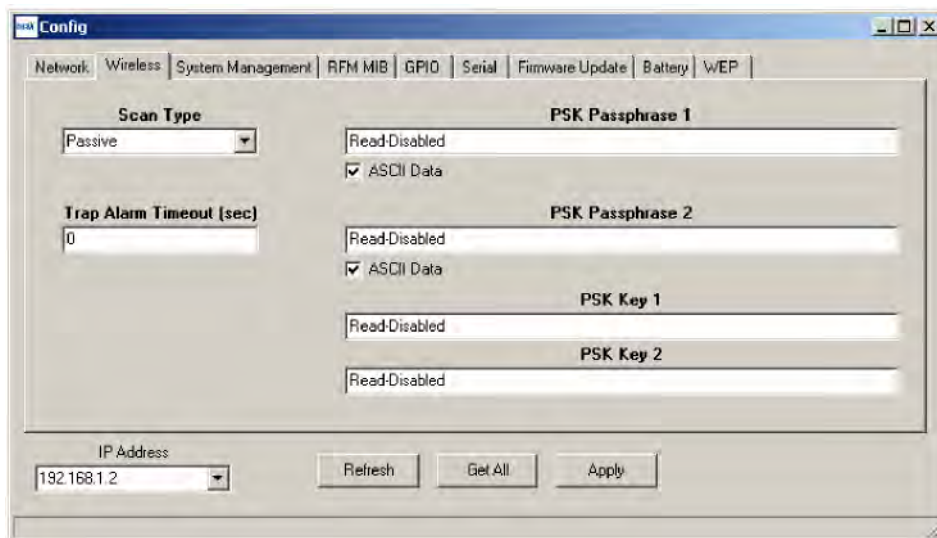 Config
Network Wireless System Management RFM MIB GPIO Serial Firmware Update Battery WEP
Scan Type
Passive
Trap Alarm Timeout (sec)
0
PSK Passphrase 1
Read-Disabled
ASCII Data
PSK Passphrase 2
Read-Disabled
ASCII Data
PSK Key 1
Read-Disabled
PSK Key 2
Read-Disabled
IP Address
192.168.1.2
Refresh Get All Apply